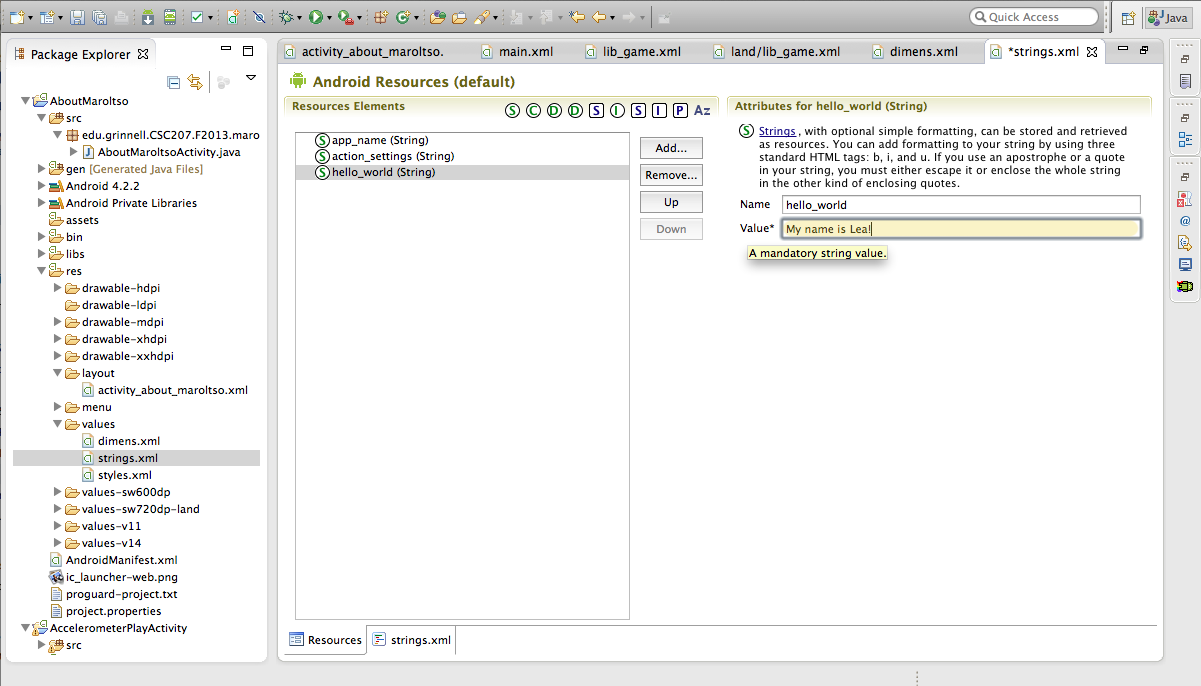 Quick Access
Java
Package Explorer
activity_about_maroltso.
main.xml
lib_game.xml
land/lib_game.xml
dimens.xml
*strings.xml
AboutMaroltso
src
edu.grinnell.CSC207.F2013.maro
AboutMaroltsoActivity.java
gen [Generated Java Files]
Android 4.2.2
Android Private Libraries
assets
bin
libs
res
drawable-hdpi
drawable-ldpi
drawable-mdpi
drawable-xhdpi
drawable-xxhdpi
layout
activity_about_maroltso.xml
menu
values
dimens.xml
strings.xml
styles.xml
values-sw600dp
values-sw720dp-land
values-v11
values-v14
AndroidManifest.xml
ic_launcher-web.png
proguard-project.txt
project.properties
AccelerometerPlayActivity
src
Android Resources (default)
Resources Elements
S C D D S I S I P Az
S app_name (String)
S action_settings (String)
S hello_world (String)
Add...
Remove...
Up
Down
Attributes for hello_world (String)
S Strings , with optional simple formatting, can be stored and retrieved
as resources. You can add formatting to your string by using three
standard HTML tags: b, i, and u. If you use an apostrophe or a quote
in your string, you must either escape it or enclose the whole string
in the other kind of enclosing quotes.
Name hello_world
Value* My name is Lea!
A mandatory string value.
Resources
strings.xml